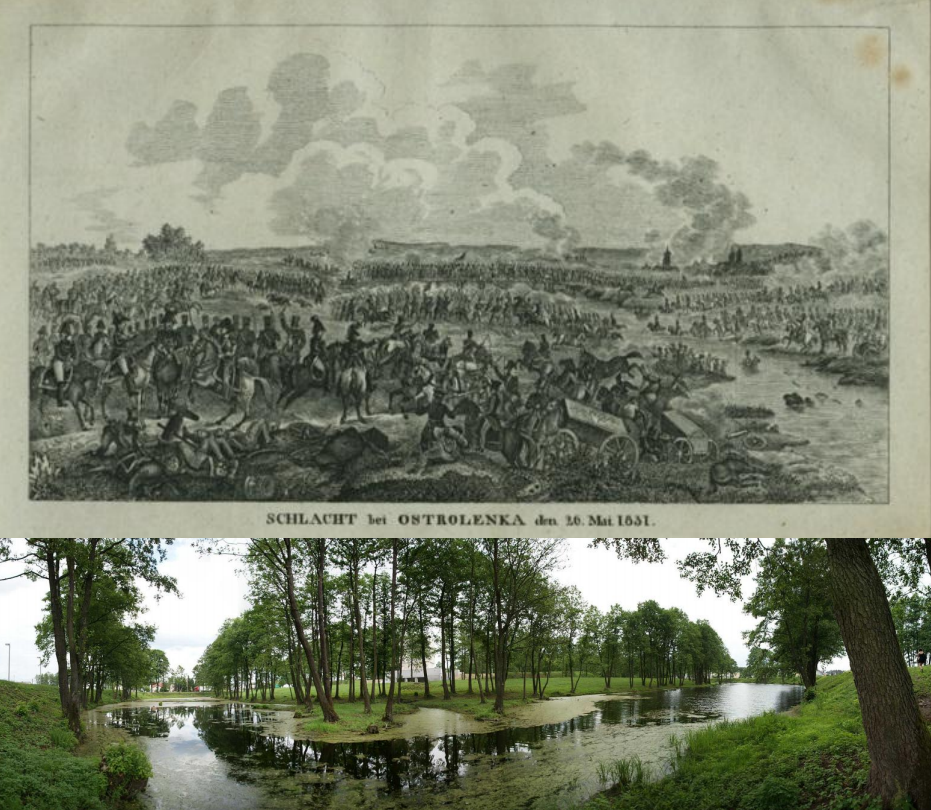 SCHLACHT bei OSTROLENKA den 26. Mai 1831.